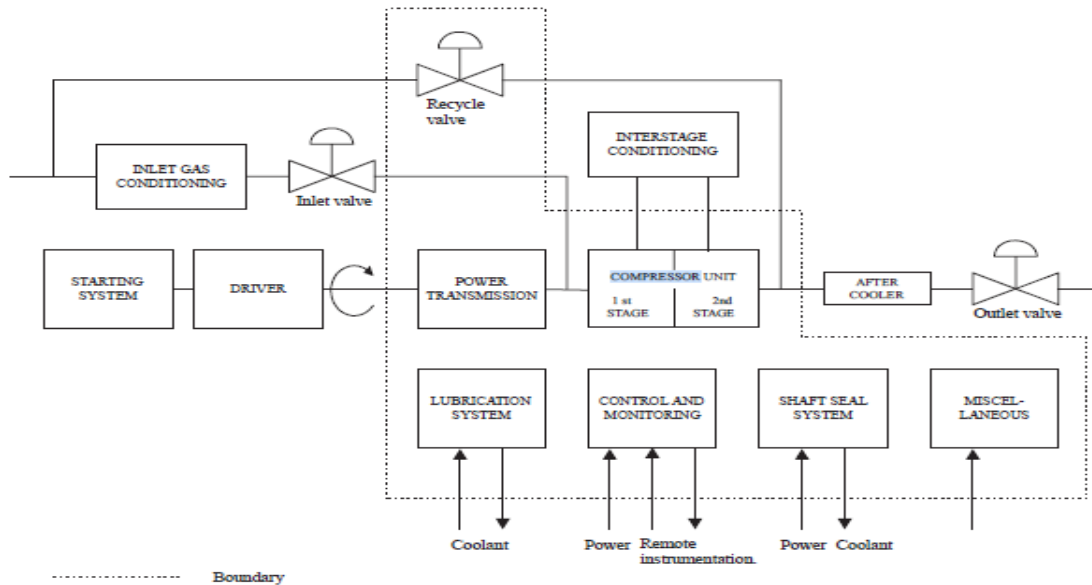 Recycle
valve
INTERSTAGE
CONDITIONING
INLET GAS
CONDITIONING
Inlet valve
STARTING
SYSTEM
DRIVER
POWER
TRANSMISSION
COMPRESSOR UNIT
1 st
STAGE
2nd
STAGE
AFTER
COOLER
Outlet valve
LUBRICATION
SYSTEM
CONTROL AND
MONITORING
SHAFT SEAL
SYSTEM
MISCEL-
LANEOUS
Coolant
Power
Remote
instrumentation.
Power
Coolant
Boundary